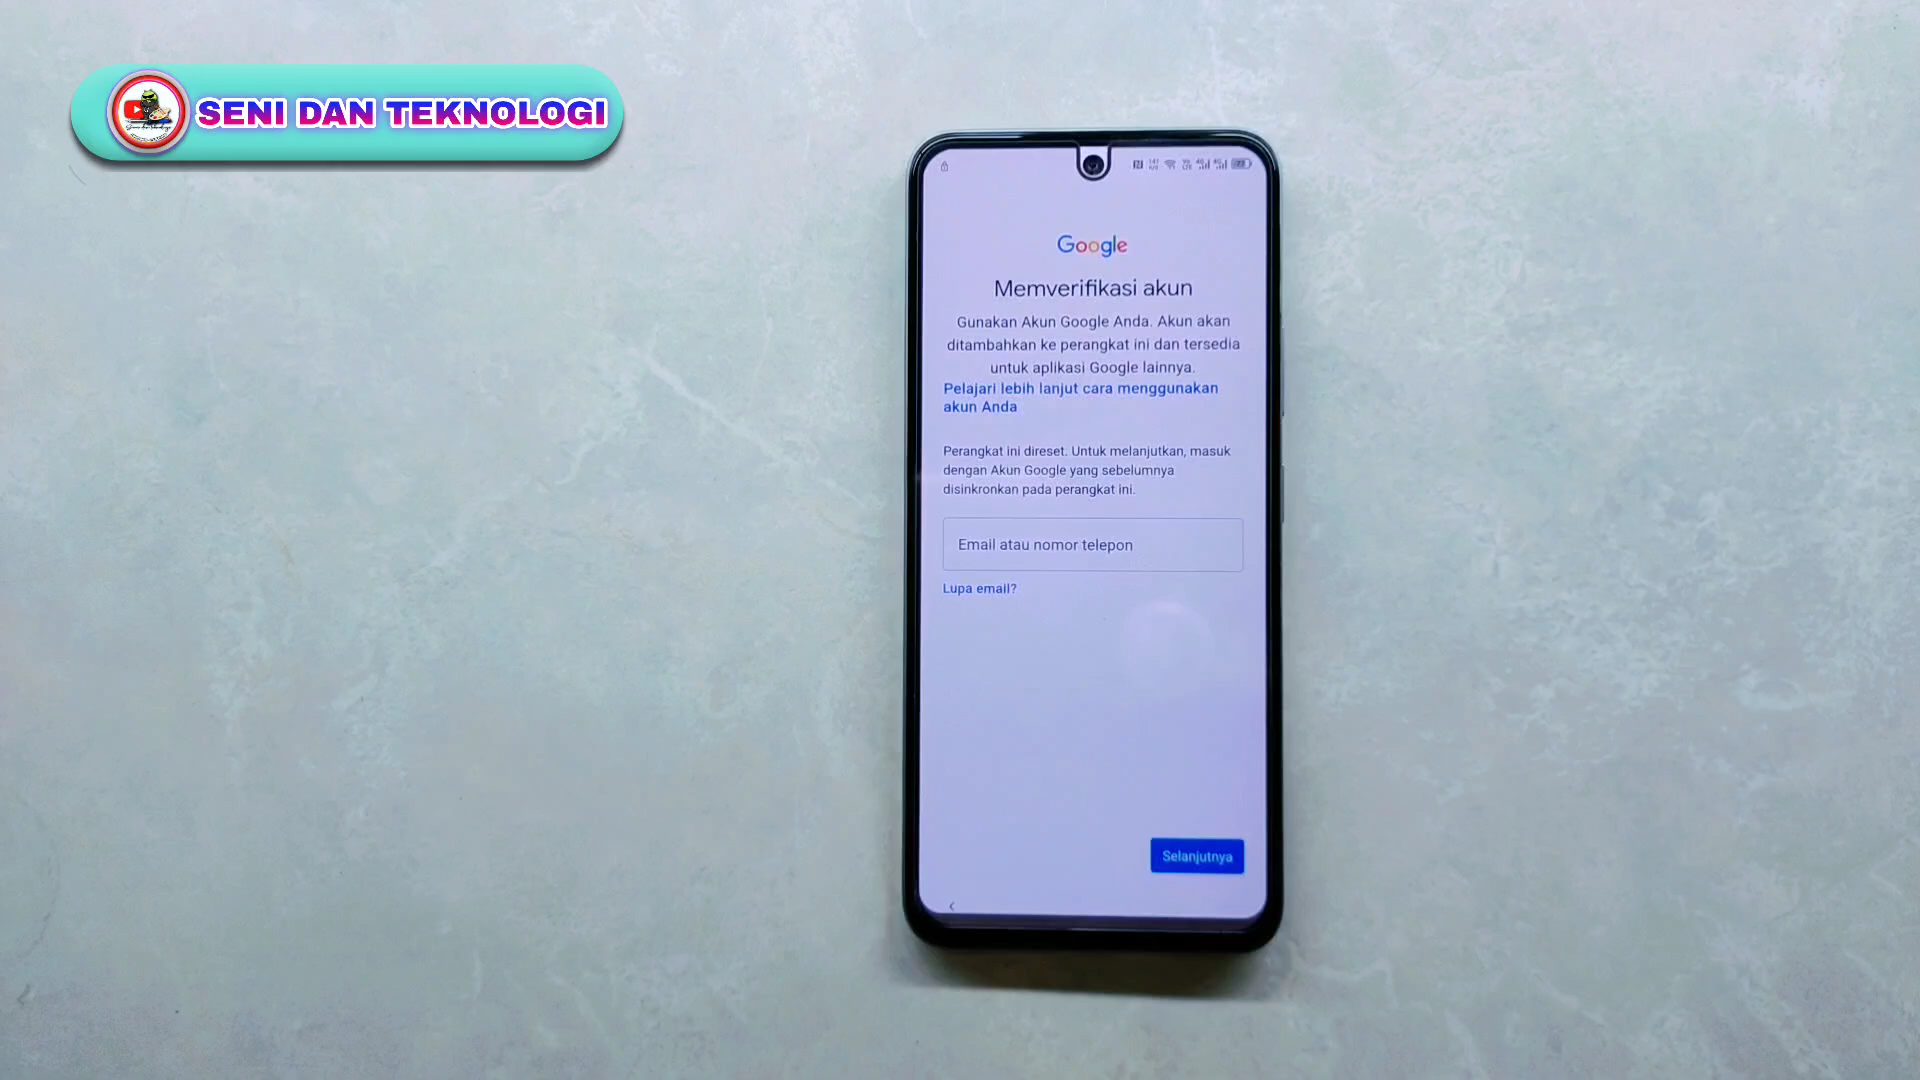 SENI DAN TEKNOLOGI
Google
Memverifikasi akun
Gunakan Akun Google Anda. Akun akan
ditambahkan ke perangkat ini dan tersedia
untuk aplikasi Google lainnya.
Pelajari lebih lanjut cara menggunakan
akun Anda
Perangkat ini direset. Untuk melanjutkan, masuk
dengan Akun Google yang sebelumnya
disinkronkan pada perangkat ini.
Email atau nomor telepon
Lupa email?
Selanjutnya